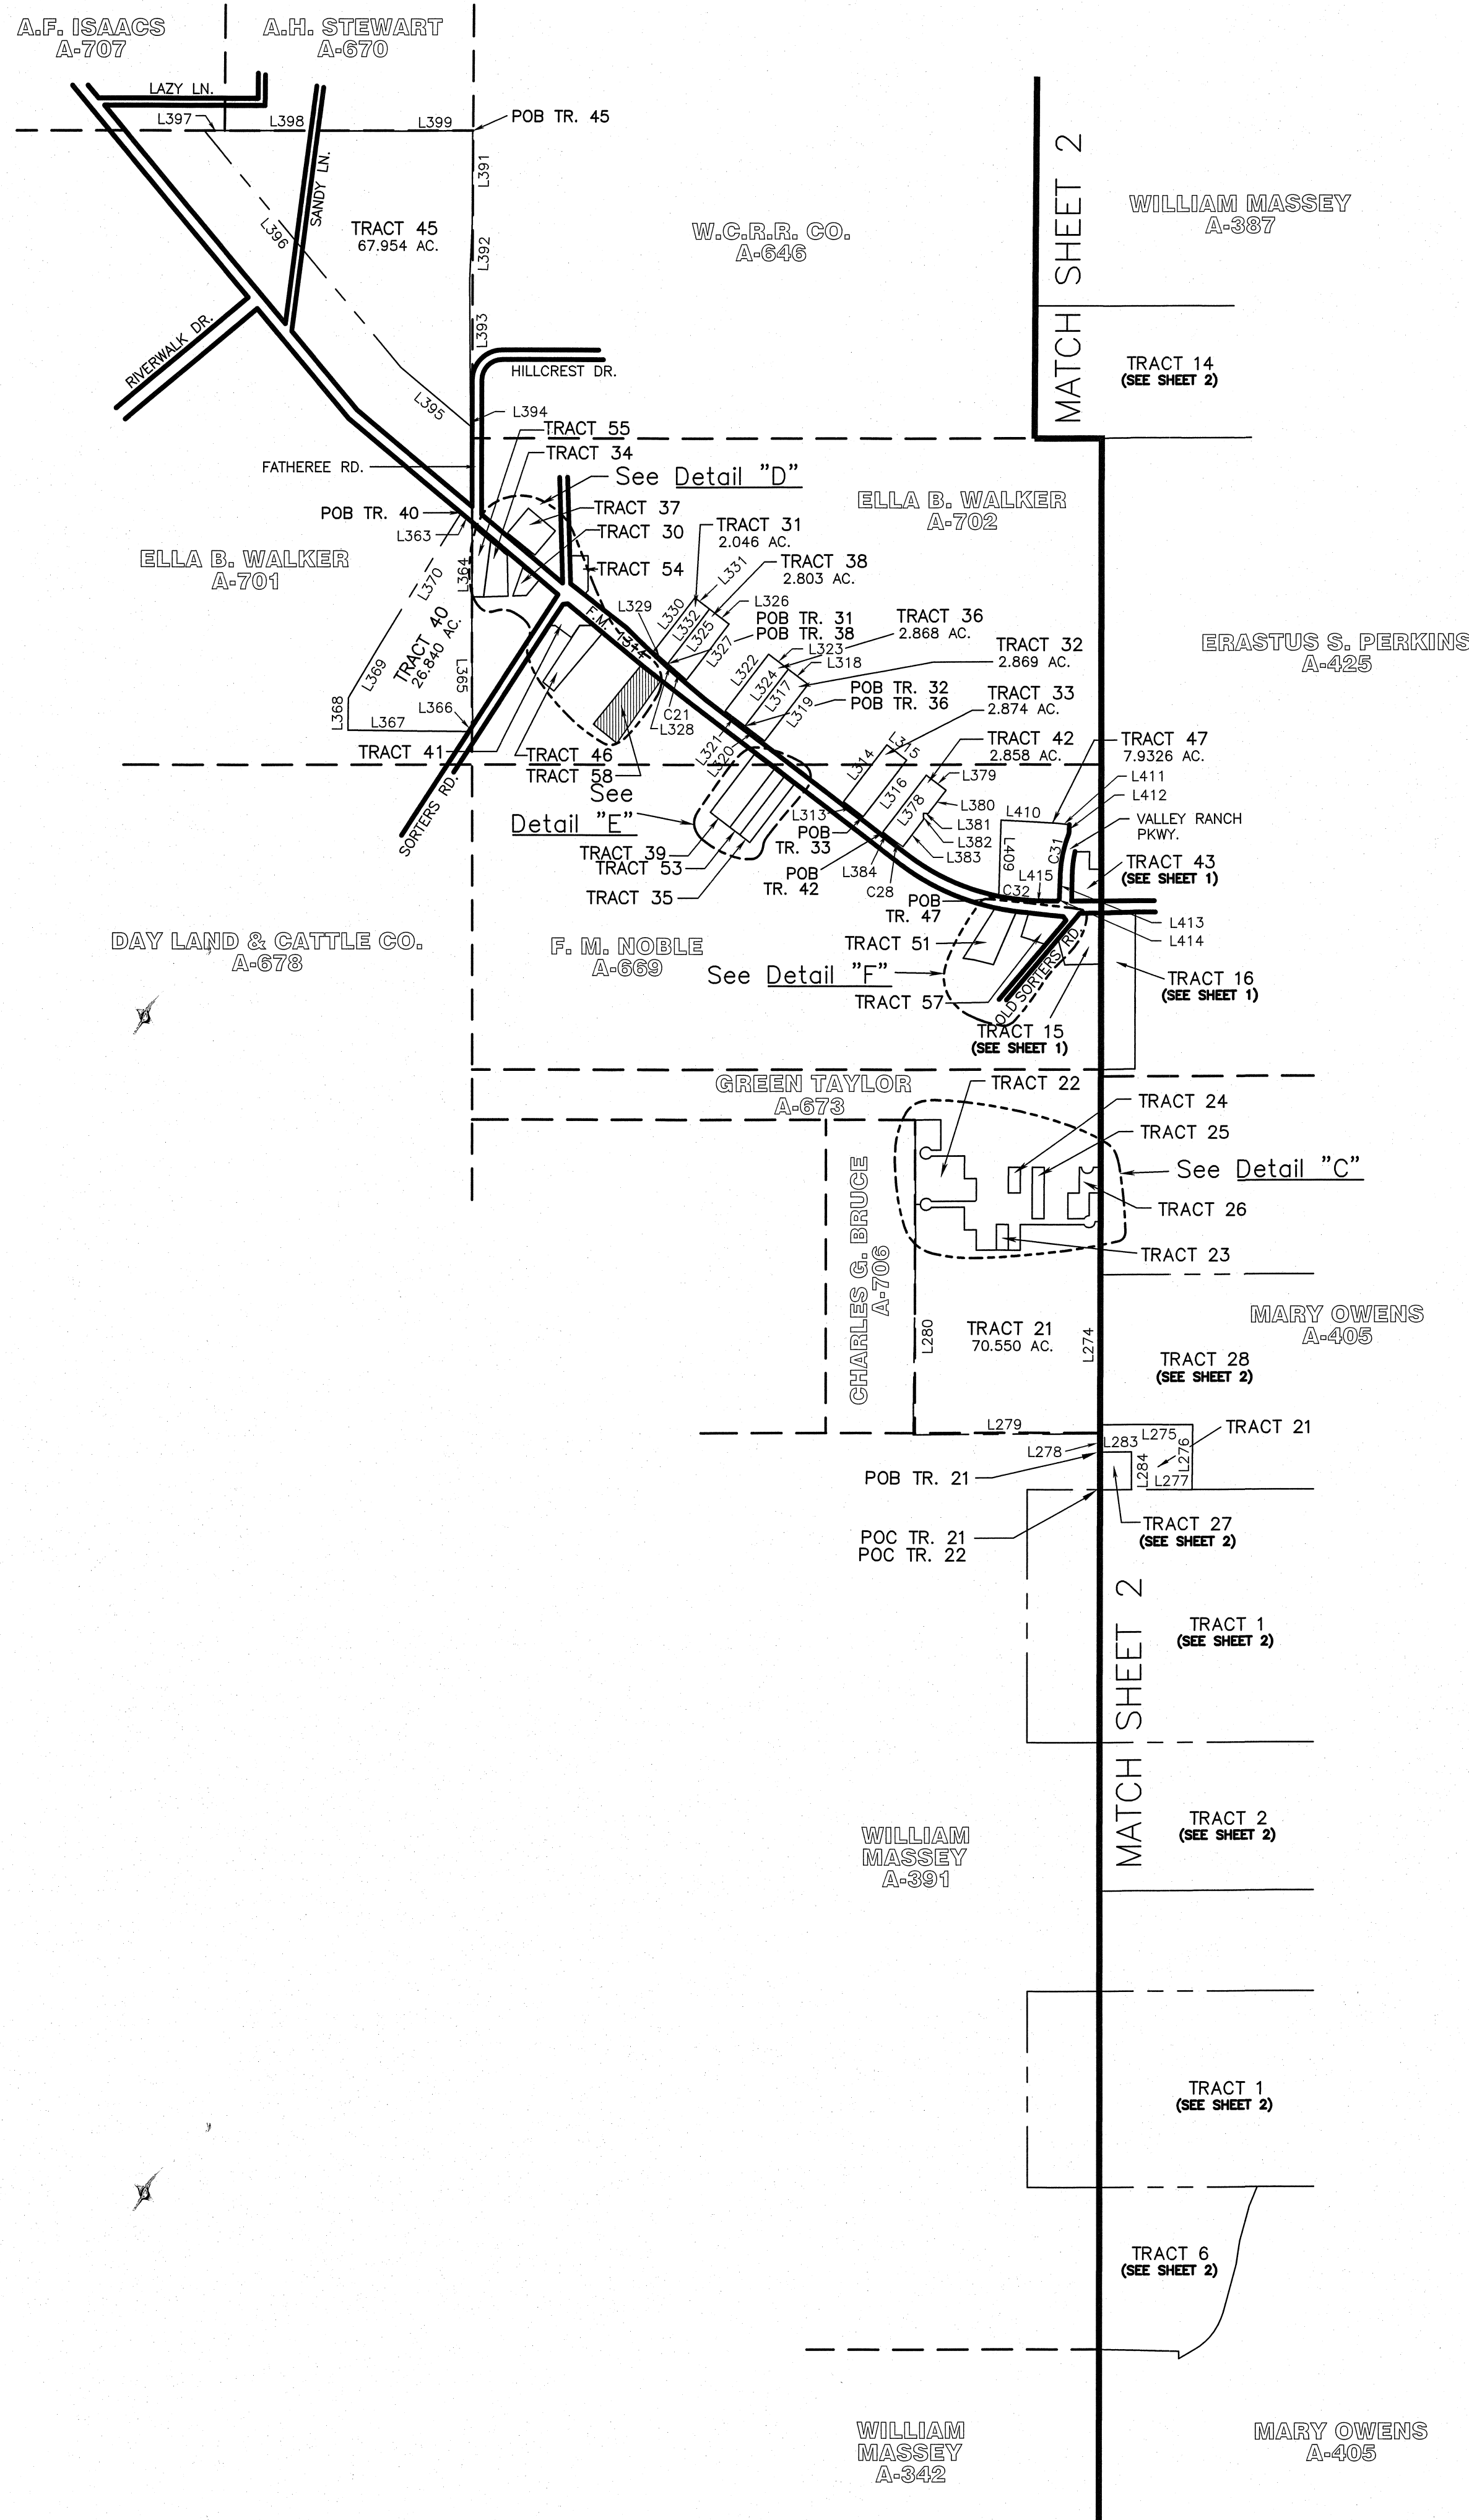 A.F. ISAACS
A-707
A.H. STEWART
A-670
LAZY LN.
L397
L398
L399
POB TR. 45
L391
SANDY LN.
L396
TRACT 45
67.954 AC.
L392
W.C.R.R. CO.
A-646
MATCH SHEET 2
WILLIAM MASSEY
A-387
RIVERWALK DR.
L393
HILLCREST DR.
TRACT 14
(SEE SHEET 2)
L395
L394
TRACT 55
TRACT 34
FATHEREE RD.
See Detail "D"
POB TR. 40
L363
TRACT 37
TRACT 30
TRACT 31
2.046 AC.
ELLA B. WALKER
A-702
ELLA B. WALKER
A-701
L370
L364
TRACT 54
L331
TRACT 38
2.803 AC.
L329
L330
L332
L325
L326
L327
F.M. 1314
POB TR. 31
POB TR. 38
TRACT 36
2.868 AC.
ERASTUS S. PERKINS
A-425
TRACT 40
26.840 AC.
L369
L365
L322
L323
L324
L318
L317
L319
TRACT 32
2.869 AC.
POB TR. 32
POB TR. 36
TRACT 33
2.874 AC.
L368
L367
L366
C21
L328
L321
L320
TRACT 41
TRACT 46
TRACT 58
L314
L315
L316
TRACT 42
2.858 AC.
TRACT 47
7.9326 AC.
L379
L411
L412
SORTERS RD.
See
Detail "E"
L313
POB
TR. 33
L378
L380
L381
L382
L383
L410
L409
C31
VALLEY RANCH
PKWY.
TRACT 39
TRACT 53
TRACT 35
POB
TR. 42
L384
C28
L415
C32
TRACT 43
(SEE SHEET 1)
POB
TR. 47
L413
L414
DAY LAND & CATTLE CO.
A-678
F. M. NOBLE
A-669
TRACT 51
See Detail "F"
OLD SORTERS RD.
TRACT 57
TRACT 16
(SEE SHEET 1)
TRACT 15
(SEE SHEET 1)
GREEN TAYLOR
A-673
TRACT 22
TRACT 24
TRACT 25
See Detail "C"
TRACT 26
TRACT 23
CHARLES G. BRUCE
A-706
L280
TRACT 21
70.550 AC.
L274
MARY OWENS
A-405
TRACT 28
(SEE SHEET 2)
L279
L278
L283
L275
L276
L284
L277
TRACT 21
POB TR. 21
POC TR. 21
POC TR. 22
TRACT 27
(SEE SHEET 2)
MATCH SHEET 2
TRACT 1
(SEE SHEET 2)
TRACT 2
(SEE SHEET 2)
WILLIAM
MASSEY
A-391
TRACT 1
(SEE SHEET 2)
TRACT 6
(SEE SHEET 2)
WILLIAM
MASSEY
A-342
MARY OWENS
A-405